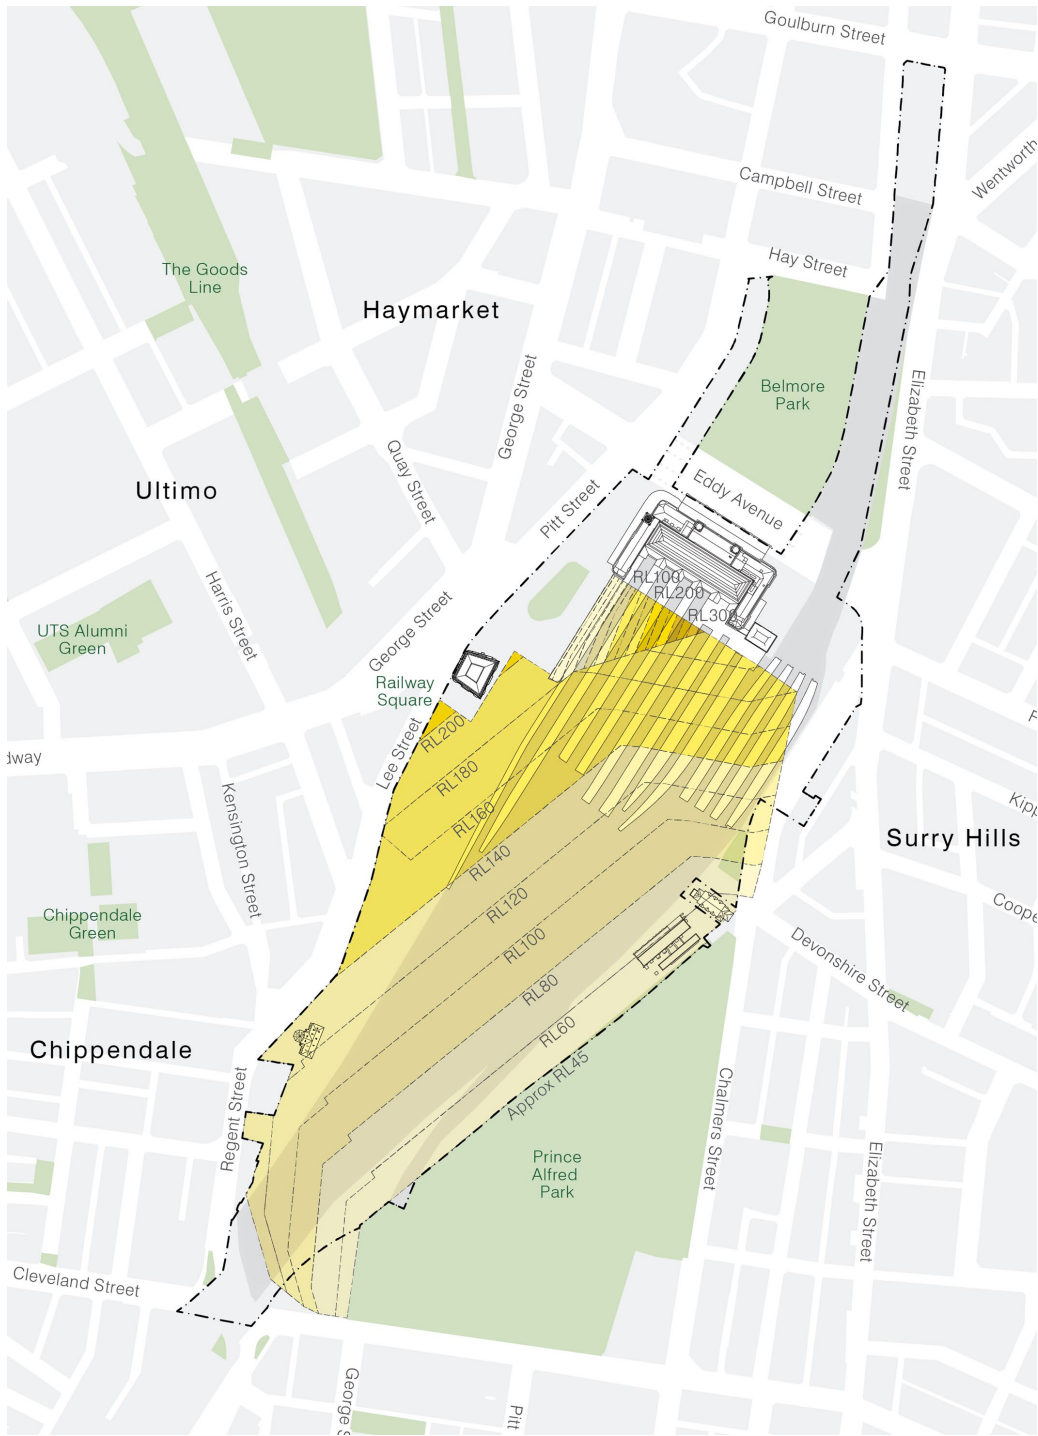 Goulburn Street
Wentworth
Campbell Street
Hay Street
The Goods
Line
Haymarket
George Street
Elizabeth Street
Belmore
Park
Quay Street
Ultimo
Pitt Street
Eddy Avenue
Harris Street
RL100
RL200
RL300
UTS Alumni
Green
George Street
Railway
Square
RL200
Lee Street
dway
RL180
Kensington Street
RL160
Kipp
Surry Hills
RL140
RL120
Coope
Chippendale
Green
RL100
Devonshire Street
RL80
RL60
Chippendale
Approx RL45
Regent Street
Chalmers Street
Prince
Alfred
Park
Elizabeth Street
Cleveland Street
George S
Pitt